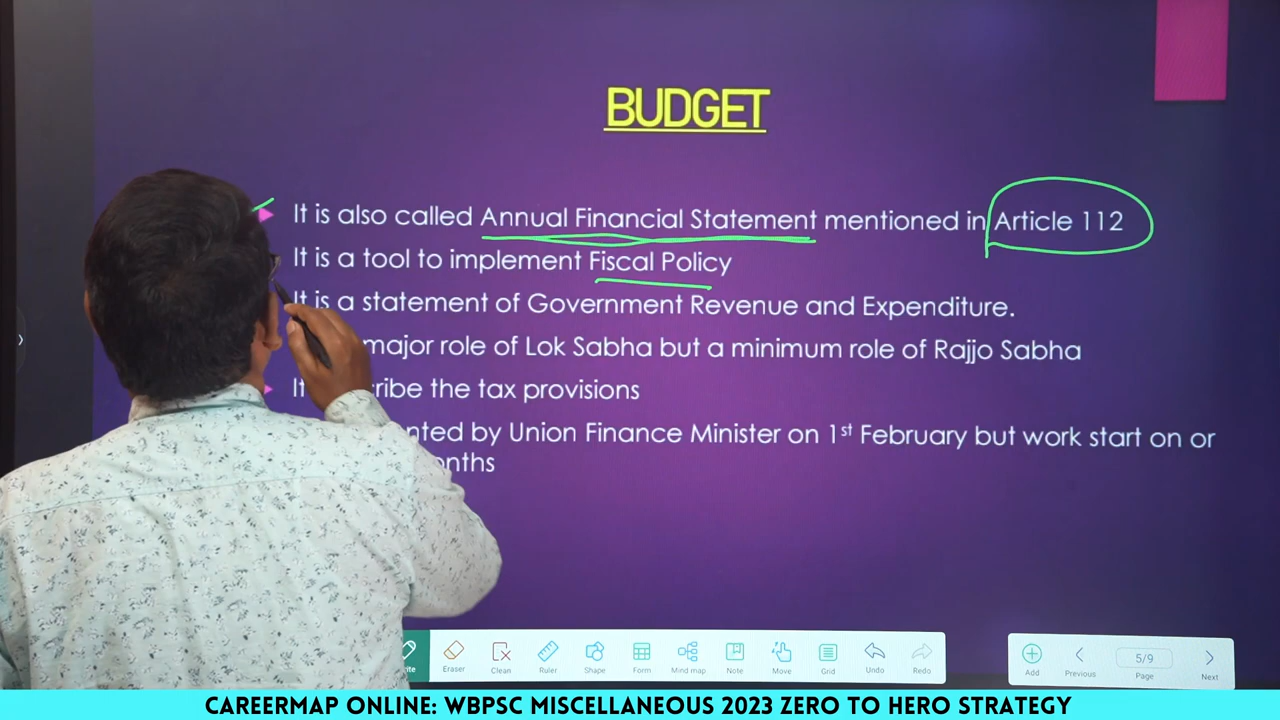 BUDGET
It is also called Annual Financial Statement mentioned in Article 112
It is a tool to implement Fiscal Policy
It is a statement of Government Revenue and Expenditure.
major role of Lok Sabha but a minimum role of Rajjo Sabha
It the tax provisions
by Union Finance Minister on 1st February but work start on or
Eraser Clean Ruler Shape Form Mind map Note Move Grid Undo Redo
Add Previous 5/9 Page Next
CAREERMAP ONLINE: WBPSC MISCELLANEOUS 2023 ZERO TO HERO STRATEGY